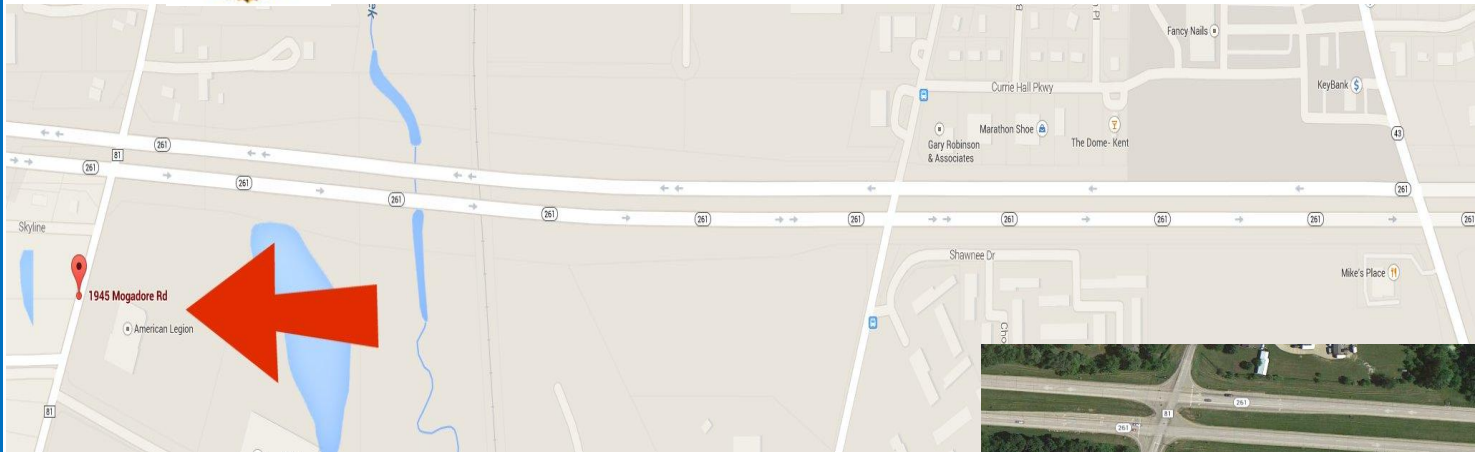 Fancy Nails
KeyBank
$
Currie Hall Pkwy
Marathon Shoe
The Dome - Kent
Gary Robinson
& Associates
43
81
261
261
261
261
261
261
261
261
261
261
261
261
Skyline
Shawnee Dr
Mike's Place
1945 Mogadore Rd
American Legion
81
261
81
261